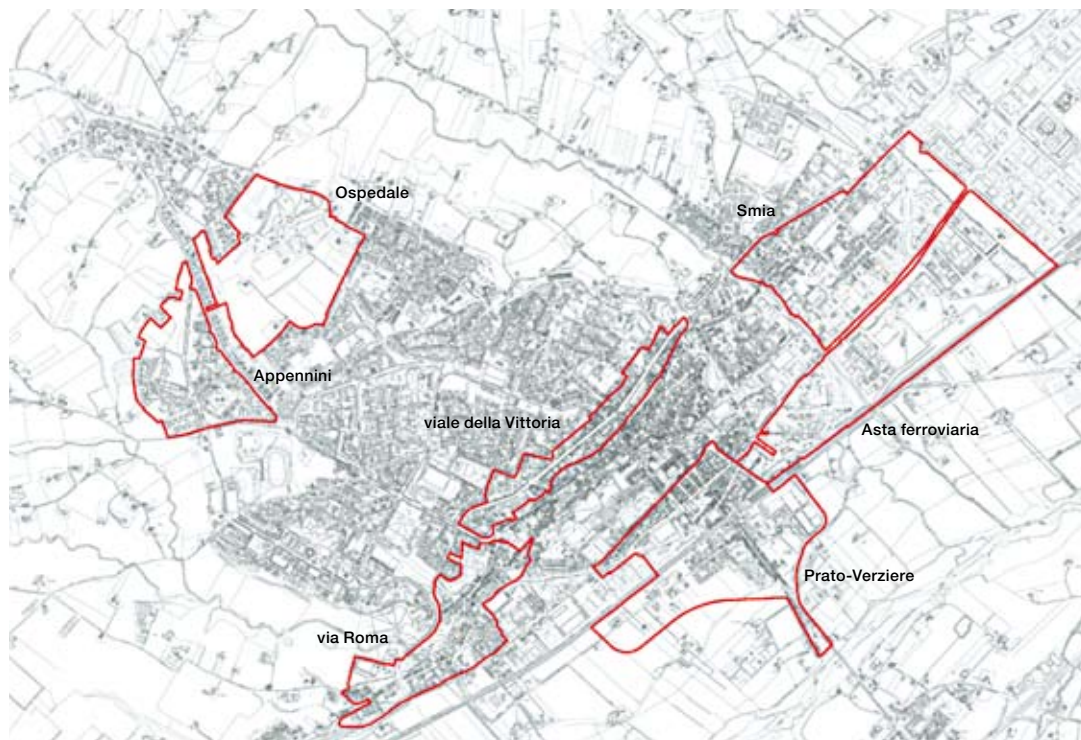 Ospedale
Smia
Appennini
viale della Vittoria
Asta ferroviaria
Prato-Verziere
via Roma